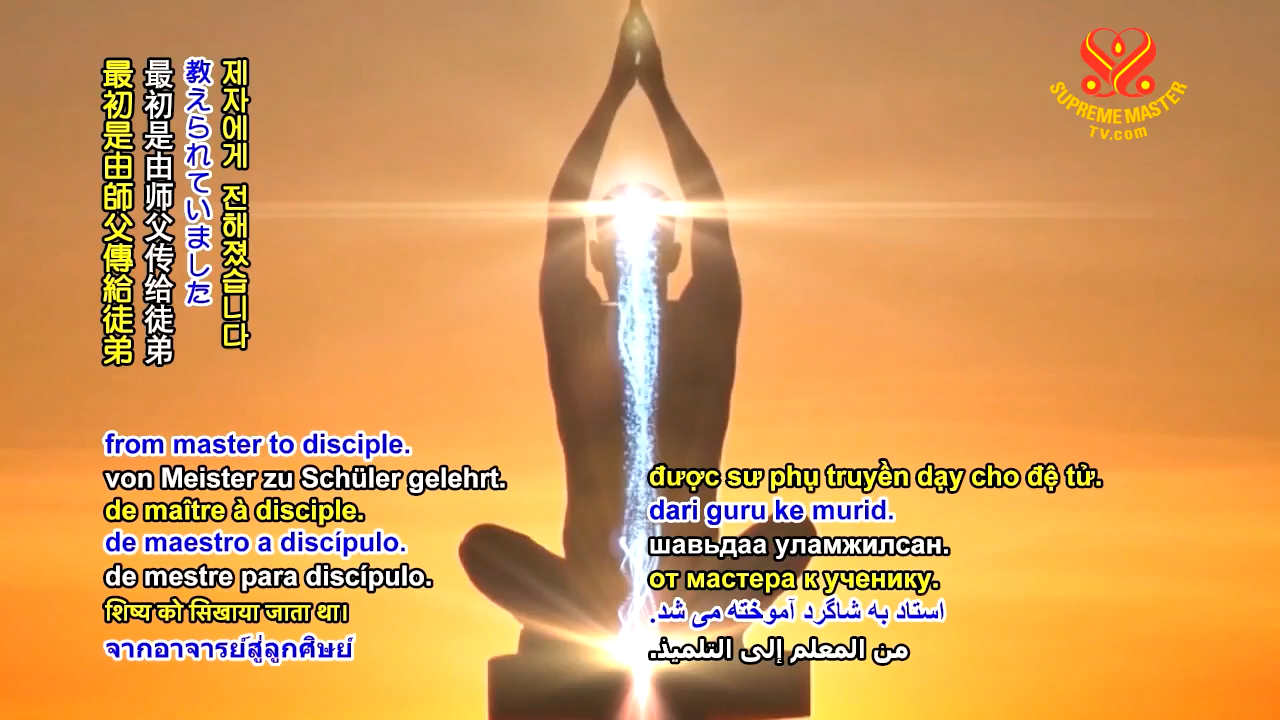 제자에게 전해졌습니다
教えられていました
最初是由师父传给徒弟
最初是由師父傳給徒弟
SUPREME MASTER
TV.com
from master to disciple.
von Meister zu Schüler gelehrt.
de maître à disciple.
de maestro a discípulo.
de mestre para discípulo.
शिष्य को सिखाया जाता था।
จากอาจารย์สู่ลูกศิษย์
được sư phụ truyền dạy cho đệ tử.
dari guru ke murid.
шавьдаа уламжилсан.
от мастера к ученику.
استاد به شاگرد آموخته می شد.
من المعلم إلى التلميذ.